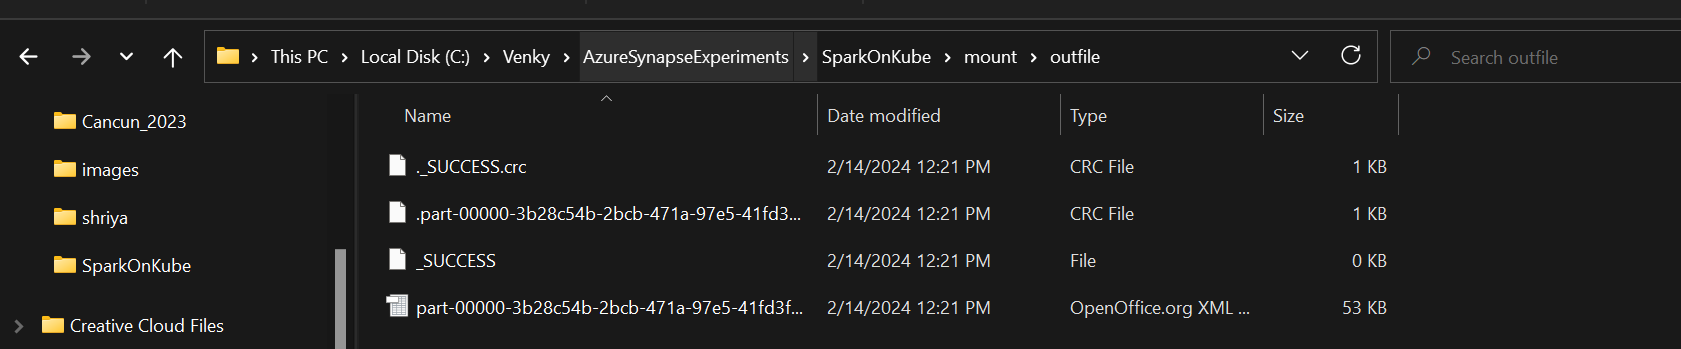 This PC > Local Disk (C:) > Venky > AzureSynapseExperiments > SparkOnKube > mount > outfile
Search outfile
Cancun_2023
images
shriya
SparkOnKube
Creative Cloud Files
Name Date modified Type Size
._SUCCESS.crc 2/14/2024 12:21 PM CRC File 1 KB
.part-00000-3b28c54b-2bcb-471a-97e5-41fd3... 2/14/2024 12:21 PM CRC File 1 KB
_SUCCESS 2/14/2024 12:21 PM File 0 KB
part-00000-3b28c54b-2bcb-471a-97e5-41fd3f... 2/14/2024 12:21 PM OpenOffice.org XML ... 53 KB